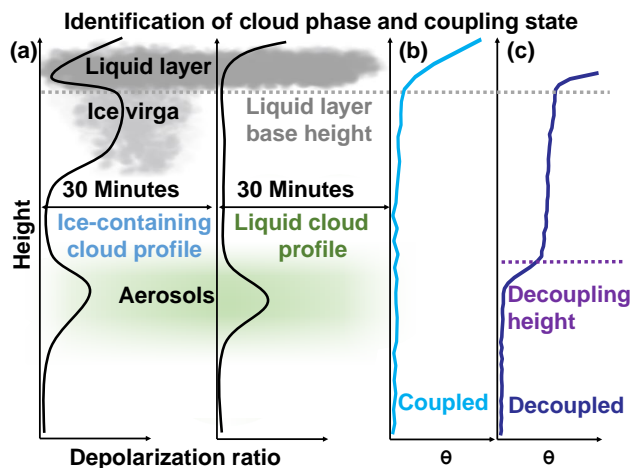 Identification of cloud phase and coupling state
(a)
(b)
(c)
Liquid layer
Ice virga
Liquid layer
base height
30 Minutes
30 Minutes
Ice-containing
cloud profile
Liquid cloud
profile
Height
Aerosols
Decoupling
height
Coupled
Decoupled
Depolarization ratio
θ
θ